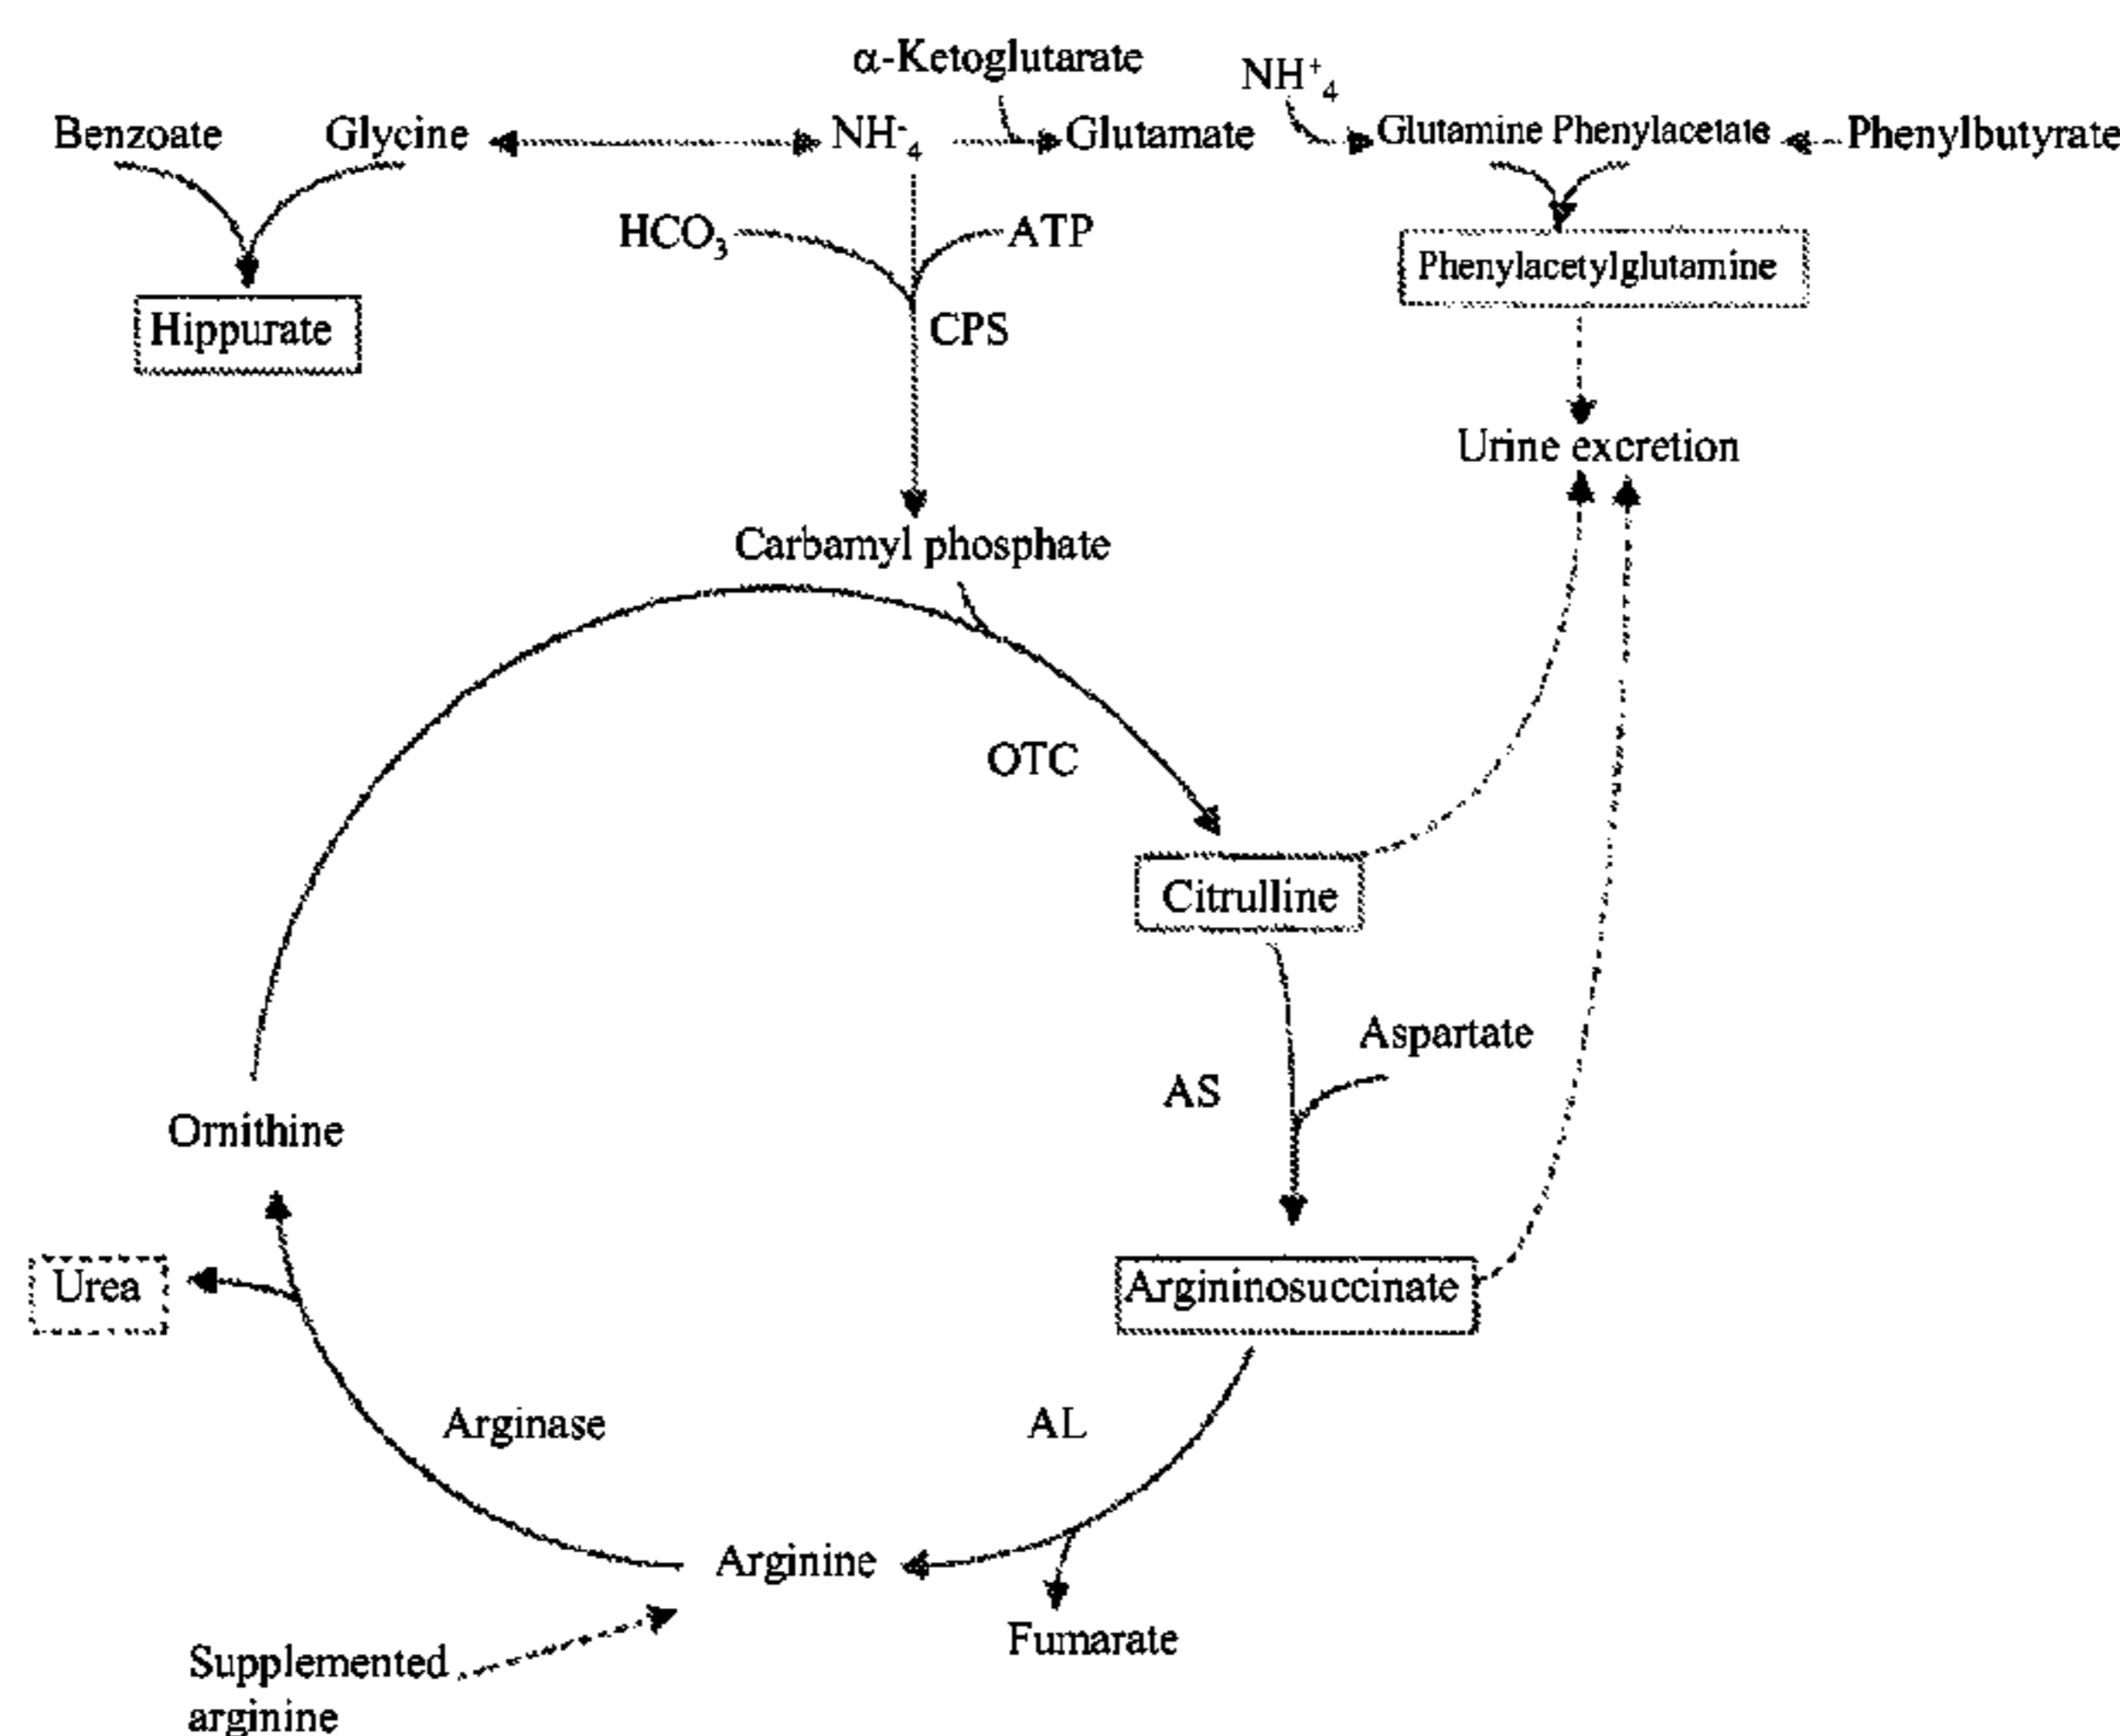 α-Ketoglutarate
NH⁺₄
Benzoate
Glycine
NH⁻₄
Glutamate
Glutamine Phenylacetate
Phenylbutyrate
HCO₃
ATP
Phenylacetylglutamine
Hippurate
CPS
Urine excretion
Carbamyl phosphate
OTC
Citrulline
Aspartate
AS
Ornithine
Urea
Argininosuccinate
Arginase
AL
Arginine
Fumarate
Supplemented
arginine